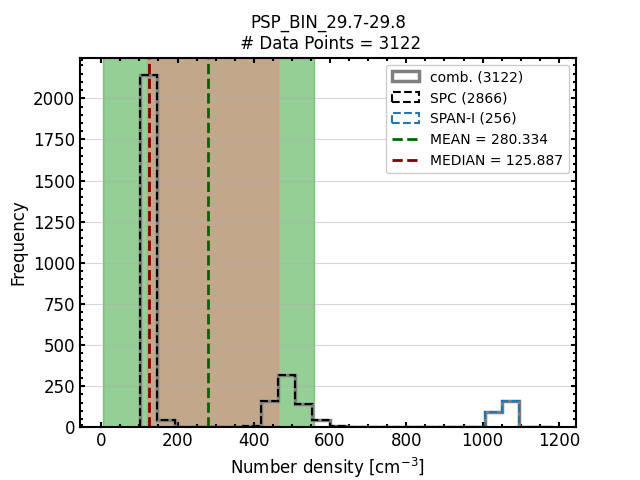 PSP_BIN_29.7-29.8
# Data Points = 3122
comb. (3122)
SPC (2866)
SPAN-I (256)
MEAN = 280.334
MEDIAN = 125.887
Frequency
2000
1750
1500
1250
1000
750
500
250
0
0 200 400 600 800 1000 1200
Number density [cm⁻³]